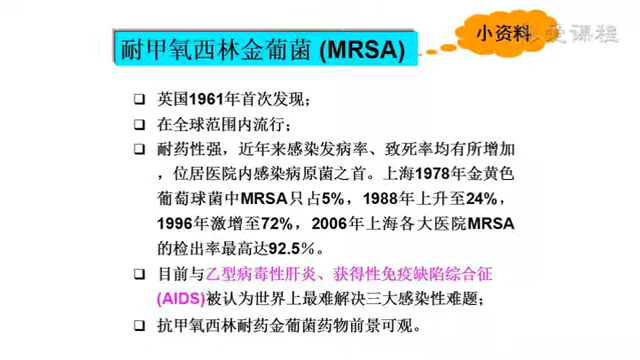 耐甲氧西林金葡菌 (MRSA)
小资料
爱课程
❑ 英国1961年首次发现；
❑ 在全球范围内流行；
❑ 耐药性强，近年来感染发病率、致死率均有所增加
，位居医院内感染病原菌之首。上海1978年金黄色
葡萄球菌中MRSA只占5%，1988年上升至24%，
1996年激增至72%，2006年上海各大医院MRSA
的检出率最高达92.5%。
❑ 目前与乙型病毒性肝炎、获得性免疫缺陷综合征
(AIDS)被认为世界上最难解决三大感染性难题；
❑ 抗甲氧西林耐药金葡菌药物前景可观。